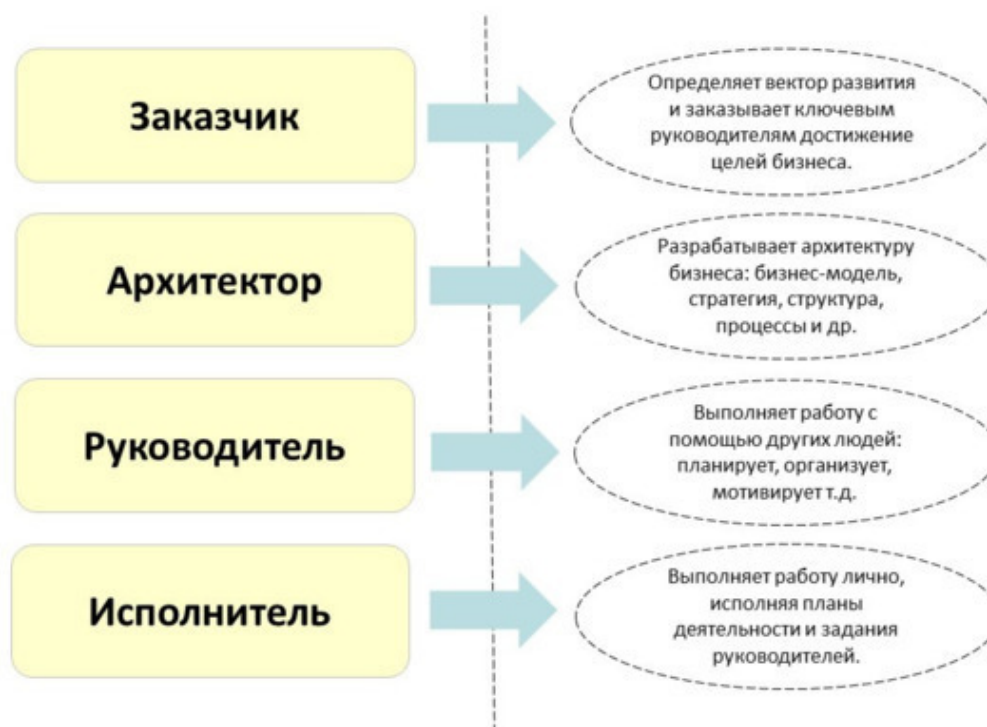 Заказчик
Определяет вектор развития
и заказывает ключевым
руководителям достижение
целей бизнеса.
Архитектор
Разрабатывает архитектуру
бизнеса: бизнес-модель,
стратегия, структура,
процессы и др.
Руководитель
Выполняет работу с
помощью других людей:
планирует, организует,
мотивирует т.д.
Исполнитель
Выполняет работу лично,
исполняя планы
деятельности и задания
руководителей.